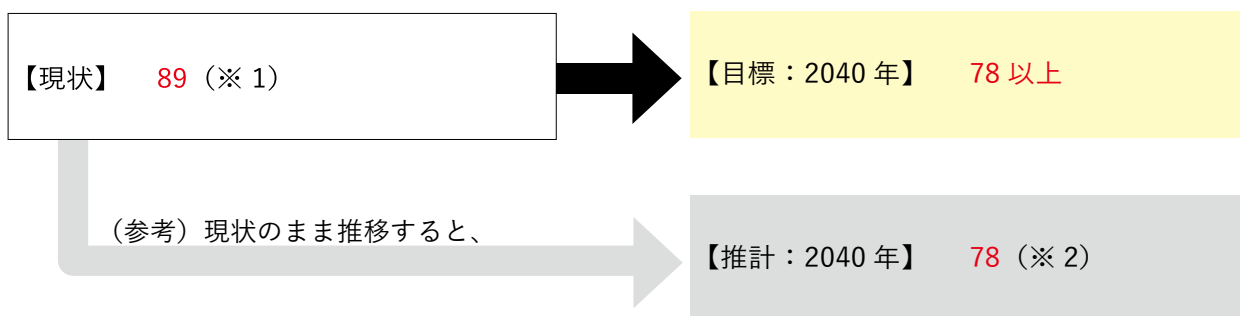 【現状】 89（※ 1）
【目標：2040 年】 78 以上
（参考）現状のまま推移すると、
【推計：2040 年】 78（※ 2）